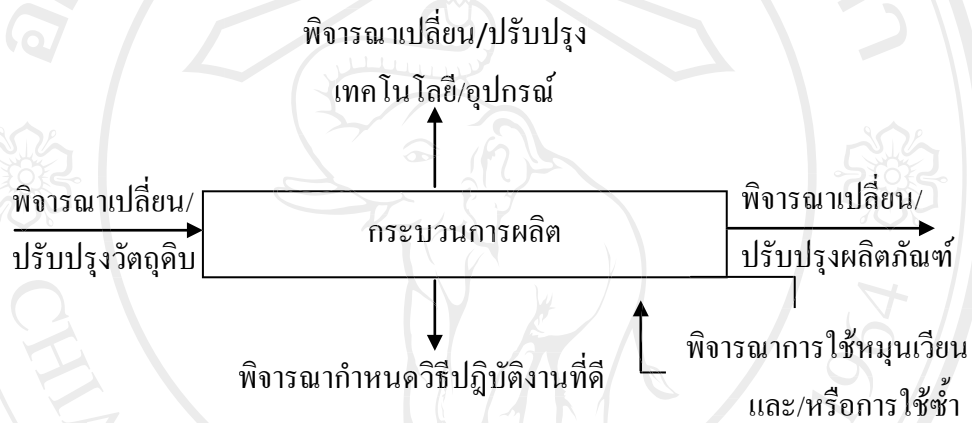 พิจารณาเปลี่ยน/ปรับปรุง
เทคโนโลยี/อุปกรณ์
พิจารณาเปลี่ยน/
ปรับปรุงวัตถุดิบ
กระบวนการผลิต
พิจารณาเปลี่ยน/
ปรับปรุงผลิตภัณฑ์
พิจารณากำหนดวิธีปฎิบัติงานที่ดี
พิจารณาการใช้หมุนเวียน
และ/หรือการใช้ซ้ำ
CHI
1964